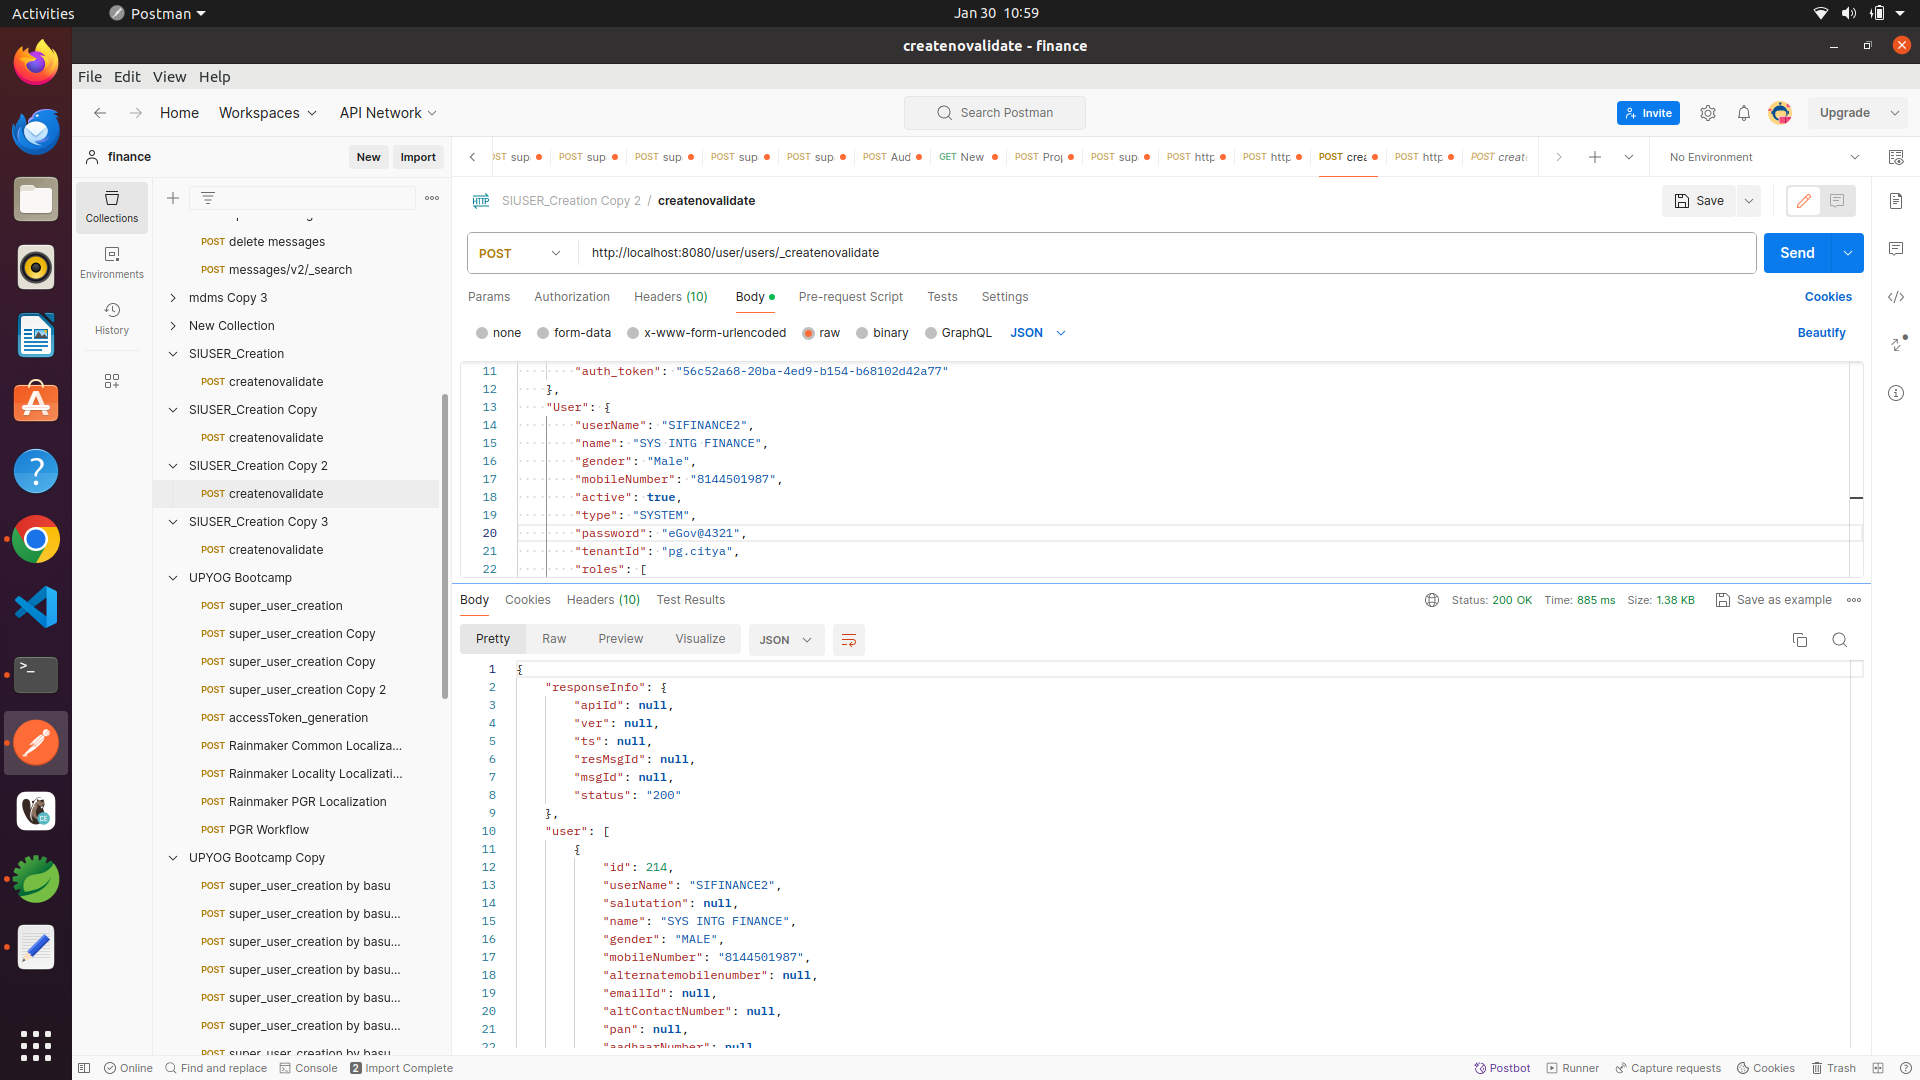 Activities
Postman
Jan 30 10:59
createnovalidate - finance
File Edit View Help
Home Workspaces API Network
Search Postman
Invite
Upgrade
finance
New Import
sup
POST sup
POST sup
POST sup
POST sup
POST Aud
GET New
POST Pro
POST sup
POST http
POST http
POST crea
POST http
POST create
No Environment
Collections
Environments
History
POST delete messages
POST messages/v2/_search
mdms Copy 3
New Collection
SIUSER_Creation
POST createnovalidate
SIUSER_Creation Copy
POST createnovalidate
SIUSER_Creation Copy 2
POST createnovalidate
SIUSER_Creation Copy 3
POST createnovalidate
UPYOG Bootcamp
POST super_user_creation
POST super_user_creation Copy
POST super_user_creation Copy
POST super_user_creation Copy 2
POST accessToken_generation
POST Rainmaker Common Localiza...
POST Rainmaker Locality Localizati...
POST Rainmaker PGR Localization
POST PGR Workflow
UPYOG Bootcamp Copy
POST super_user_creation by basu
POST super_user_creation by basu...
POST super_user_creation by basu...
POST super_user_creation by basu...
POST super_user_creation by basu...
POST super_user_creation by basu...
POST super_user_creation by basu
HTTP SIUSER_Creation Copy 2 / createnovalidate
Save
POST http://localhost:8080/user/users/_createnovalidate
Send
Params Authorization Headers (10) Body Pre-request Script Tests Settings Cookies
none form-data x-www-form-urlencoded raw binary GraphQL JSON Beautify
11 "auth_token": "56c52a68-20ba-4ed9-b154-b68102d42a77"
12 },
13 "User": {
14 "userName": "SIFINANCE2",
15 "name": "SYS INTG FINANCE",
16 "gender": "Male",
17 "mobileNumber": "8144501987",
18 "active": true,
19 "type": "SYSTEM",
20 "password": "eGov@4321",
21 "tenantId": "pg.citya",
22 "roles": [
Body Cookies Headers (10) Test Results
Status: 200 OK Time: 885 ms Size: 1.38 KB Save as example
Pretty Raw Preview Visualize JSON
1 {
2 "responseInfo": {
3 "apiId": null,
4 "ver": null,
5 "ts": null,
6 "resMsgId": null,
7 "msgId": null,
8 "status": "200"
9 },
10 "user": [
11 {
12 "id": 214,
13 "userName": "SIFINANCE2",
14 "salutation": null,
15 "name": "SYS INTG FINANCE",
16 "gender": "MALE",
17 "mobileNumber": "8144501987",
18 "alternatemobilenumber": null,
19 "emailId": null,
20 "altContactNumber": null,
21 "pan": null,
22 "aadhaarNumber": null
Online Find and replace Console 2 Import Complete
Postbot Runner Capture requests Cookies Trash